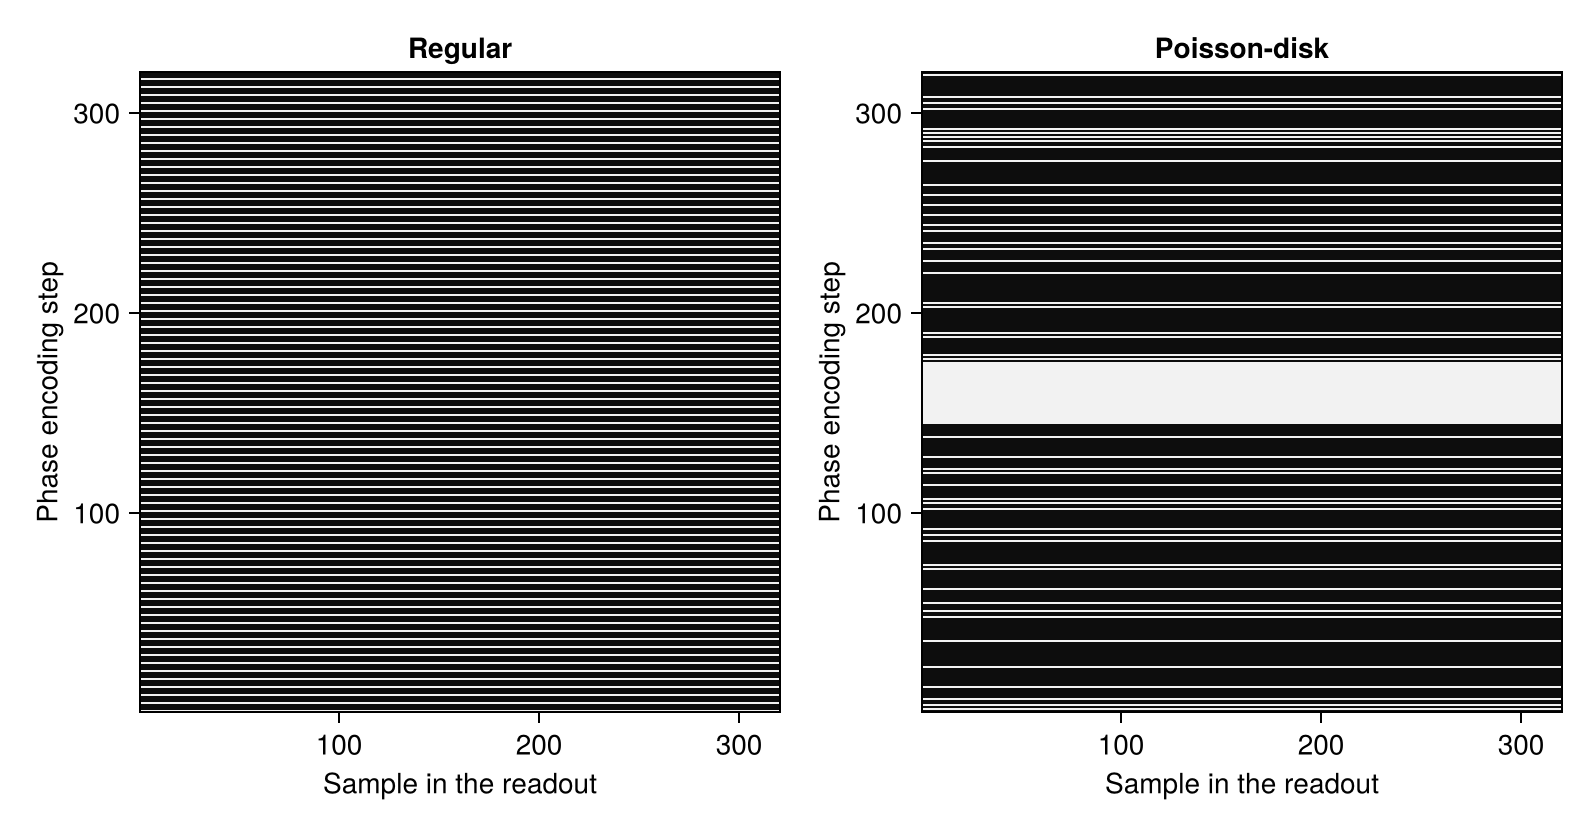 Regular
Phase encoding step
300
200
100
100 200 300
Sample in the readout
Poisson-disk
Phase encoding step
300
200
100
100 200 300
Sample in the readout